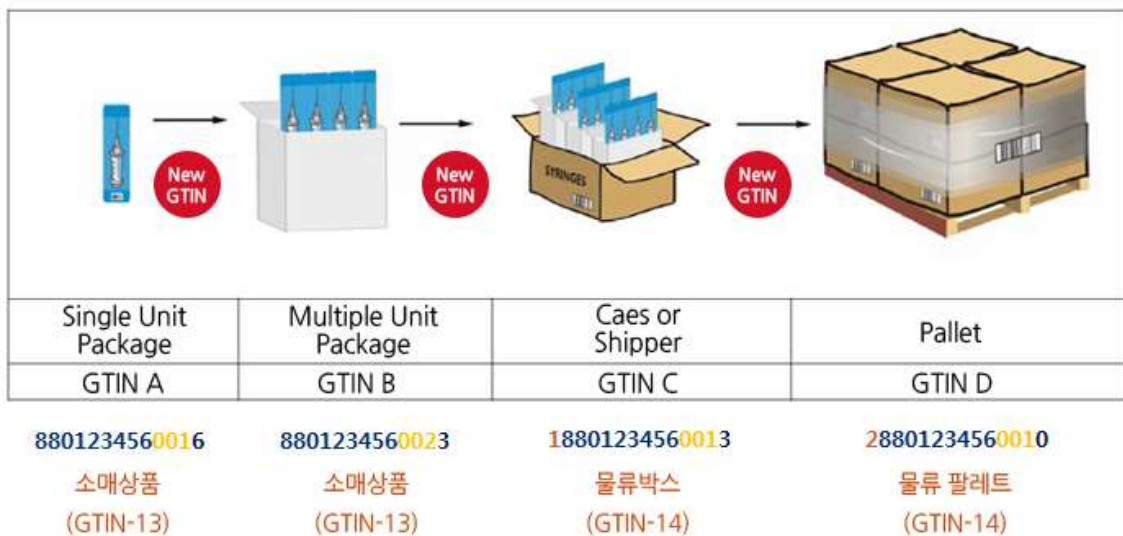 New
GTIN
New
GTIN
SYRINGES
New
GTIN
Single Unit
Package
Multiple Unit
Package
Caes or
Shipper
Pallet
GTIN A
GTIN B
GTIN C
GTIN D
8801234560016
8801234560023
18801234560013
28801234560010
소매상품
(GTIN-13)
소매상품
(GTIN-13)
물류박스
(GTIN-14)
물류 팔레트
(GTIN-14)